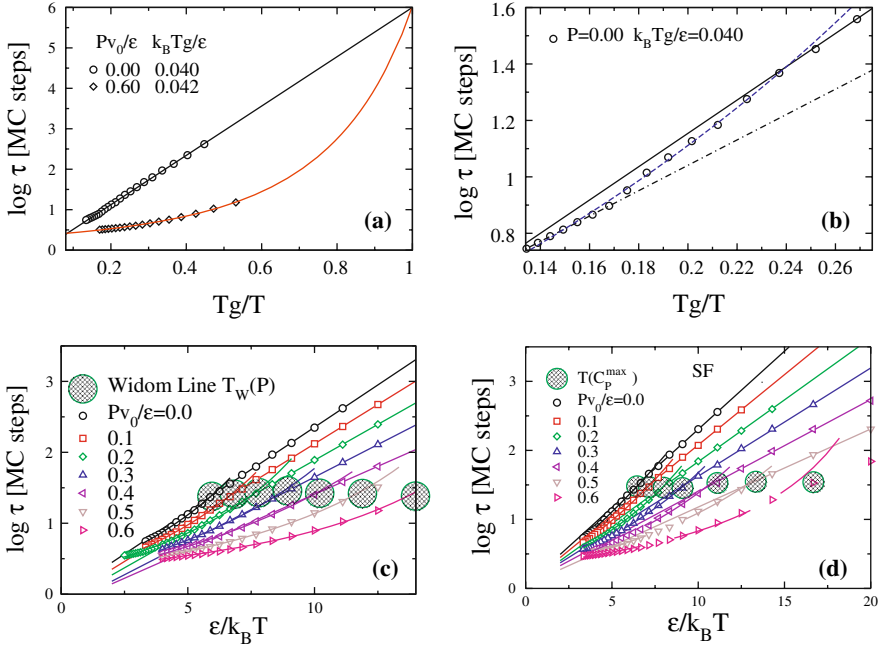 6
5
4
3
2
1
0
log τ [MC steps]
Pv0/ε kBTg/ε
0.00 0.040
0.60 0.042
(a)
0.2 0.4 0.6 0.8 1
Tg/T
1.6
1.4
1.2
1.0
0.8
log τ [MC steps]
P=0.00 kBTg/ε=0.040
(b)
0.14 0.16 0.18 0.2 0.22 0.24 0.26
Tg/T
3
2
1
0
log τ [MC steps]
Widom Line TW(P)
Pv0/ε=0.0
0.1
0.2
0.3
0.4
0.5
0.6
(c)
0 5 10
ε/kBT
3
2
1
0
log τ [MC steps]
T(CPmax)
SF
Pv0/ε=0.0
0.1
0.2
0.3
0.4
0.5
0.6
(d)
0 5 10 15 20
ε/kBT